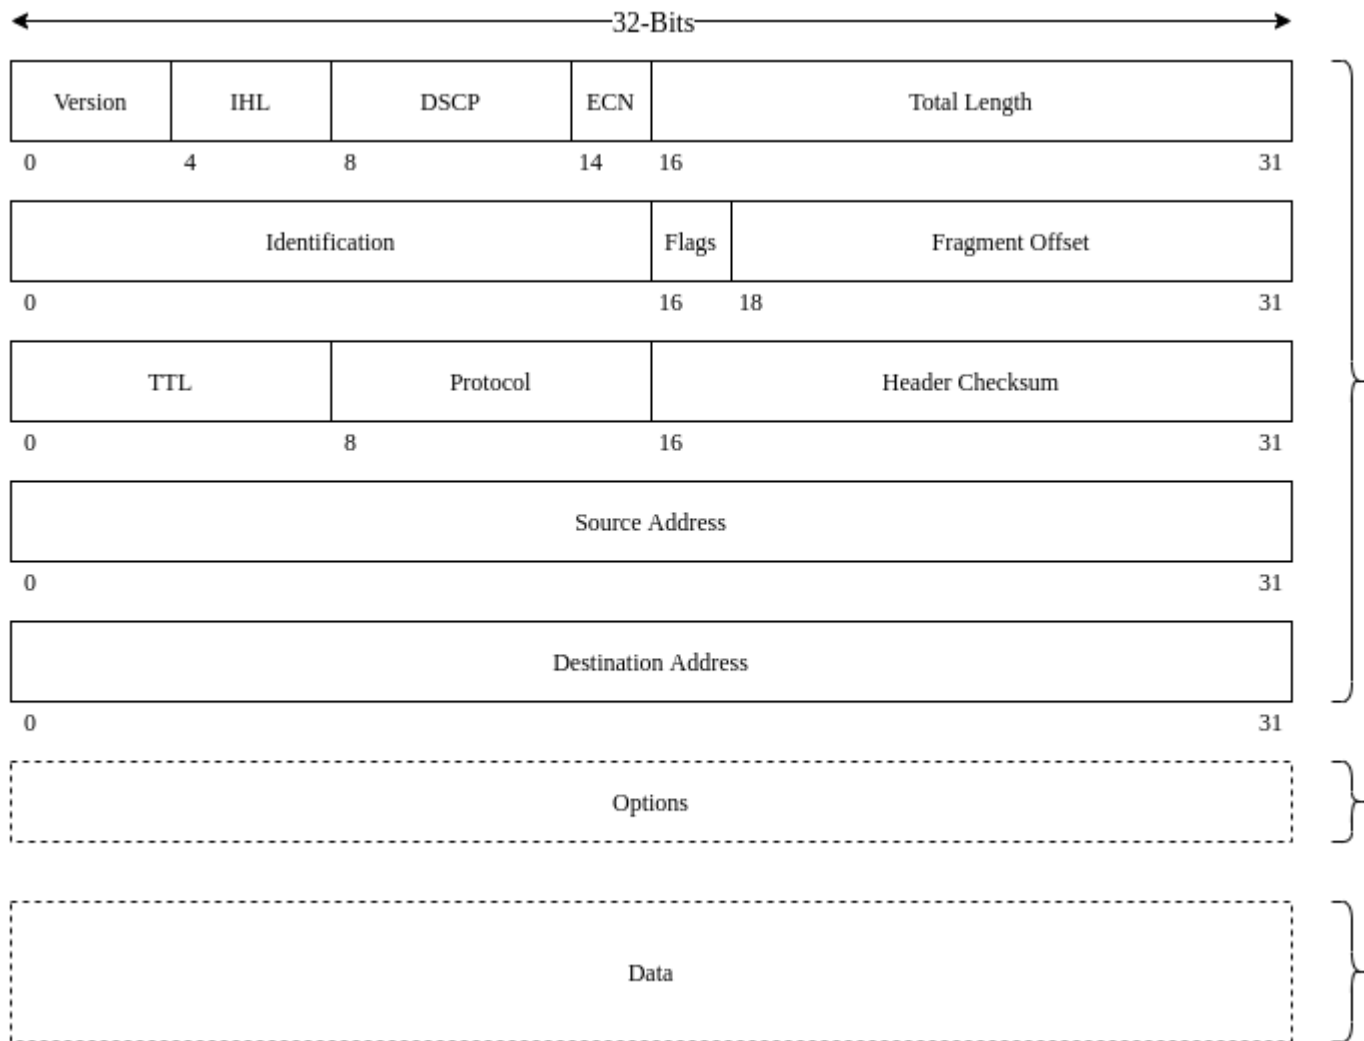 32-Bits
Version IHL DSCP ECN Total Length
0 4 8 14 16 31
Identification Flags Fragment Offset
0 16 18 31
TTL Protocol Header Checksum
0 8 16 31
Source Address
0 31
Destination Address
0 31
Options
Data